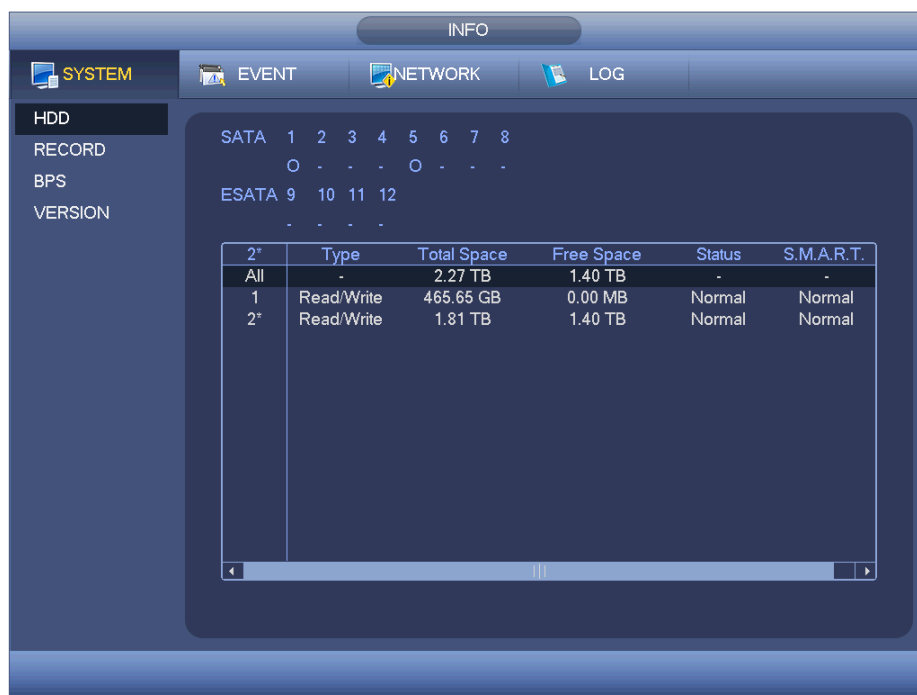 INFO
SYSTEM EVENT NETWORK LOG
HDD
RECORD
BPS
VERSION
SATA 1 2 3 4 5 6 7 8
O - - - O - - -
ESATA 9 10 11 12
- - - -
2* Type Total Space Free Space Status S.M.A.R.T.
All - 2.27 TB 1.40 TB - -
1 Read/Write 465.65 GB 0.00 MB Normal Normal
2* Read/Write 1.81 TB 1.40 TB Normal Normal